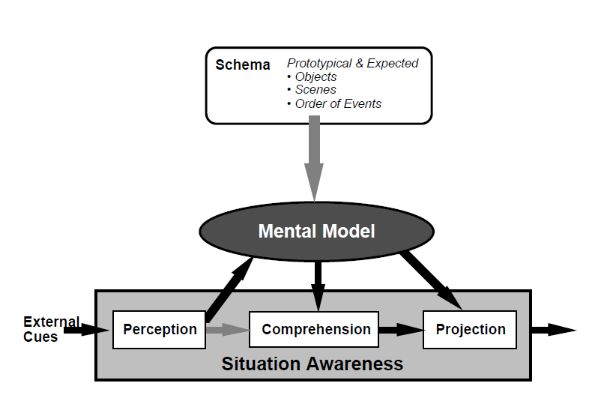 Schema
Prototypical & Expected
• Objects
• Scenes
• Order of Events
Mental Model
External
Cues
Perception
Comprehension
Projection
Situation Awareness